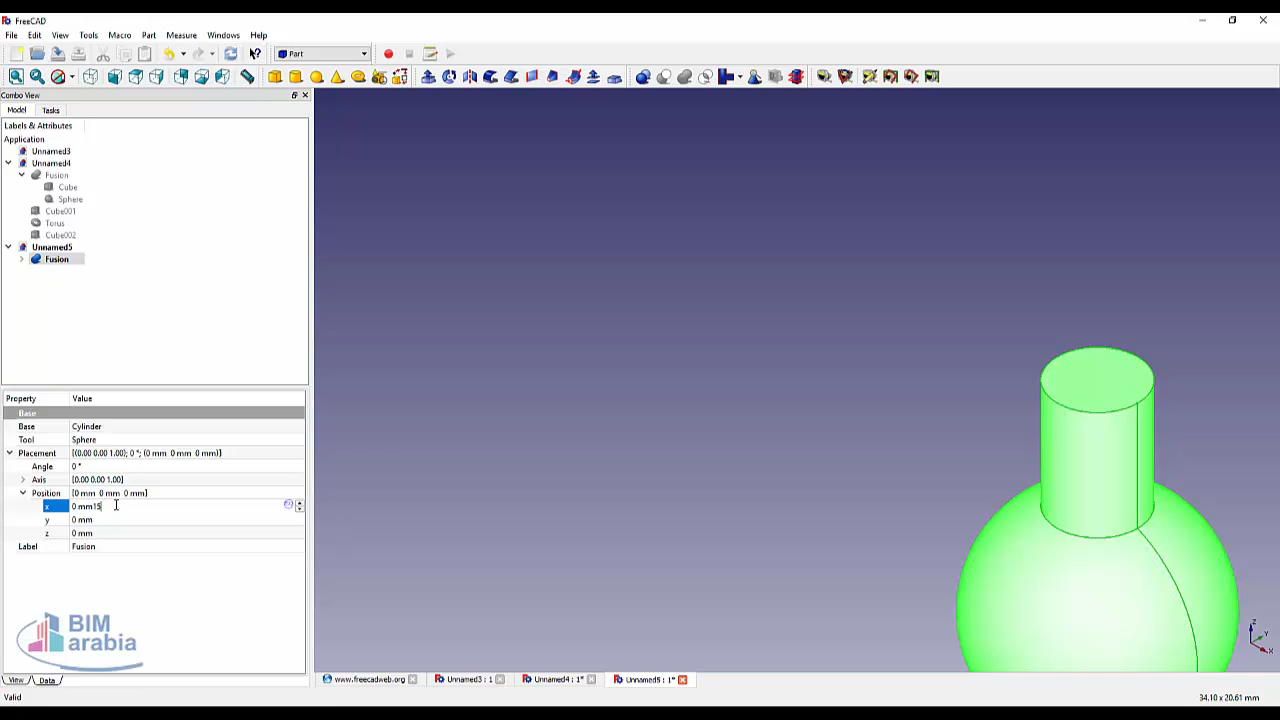 FreeCAD
File Edit View Tools Macro Part Measure Windows Help
Part
Combo View
Model Tasks
Labels & Attributes
Application
Unnamed3
Unnamed4
Fusion
Cube
Sphere
Cube001
Torus
Cube002
Unnamed5
Fusion
Property Value
Base
Base Cylinder
Tool Sphere
Placement [(0.00 0.00 1.00); 0 °; (0 mm 0 mm 0 mm)]
Angle 0 °
Axis [0.00 0.00 1.00]
Position [0 mm 0 mm 0 mm]
x 0 mm15
y 0 mm
z 0 mm
Label Fusion
BIM
arabia
View Data
www.freecadweb.org Unnamed3 : 1 Unnamed4 : 1* Unnamed5 : 1*
Valid
34.10 x 20.61 mm
Z
Y
X